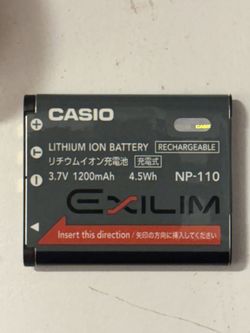 CASIO
CASIO
LITHIUM ION BATTERY RECHARGEABLE
リチウムイオン充電池 充電式
3.7V 1200mAh 4.5Wh NP-110
EXILIM
Insert this direction / 矢印の方向に入れてください